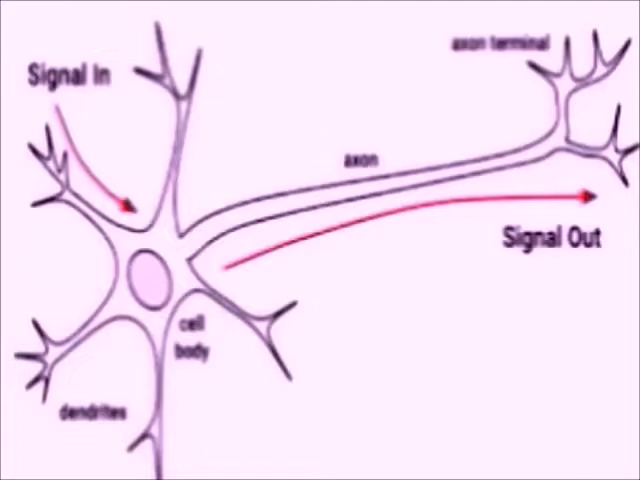 axon terminal
Signal In
axon
Signal Out
cell
body
dendrites